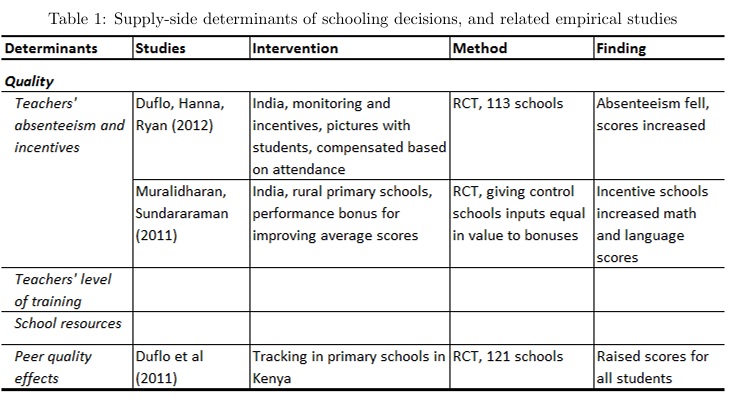 Table 1: Supply-side determinants of schooling decisions, and related empirical studies
Determinants Studies Intervention Method Finding
Quality
Teachers' Duflo, Hanna, India, monitoring and RCT, 113 schools Absenteeism fell,
absenteeism and Ryan (2012) incentives, pictures with scores increased
incentives students, compensated based
on attendance
Muralidharan, India, rural primary schools, RCT, giving control Incentive schools
Sundararaman performance bonus for schools inputs equal increased math
(2011) improving average scores in value to bonuses and language
scores
Teachers' level
of training
School resources
Peer quality Duflo et al Tracking in primary schools in RCT, 121 schools Raised scores for
effects (2011) Kenya all students